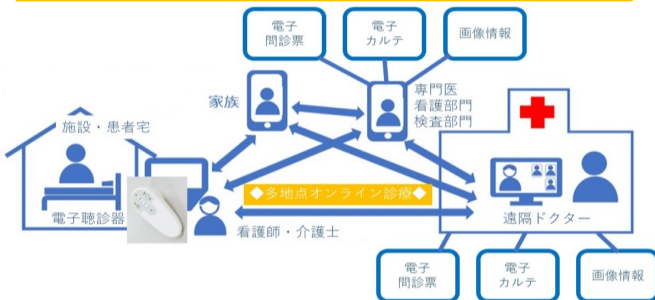 電子
問診票
電子
カルテ
画像情報
家族
専門医
看護部門
検査部門
施設・患者宅
◆多地点オンライン診療◆
電子聴診器
看護師・介護士
遠隔ドクター
電子
問診票
電子
カルテ
画像情報